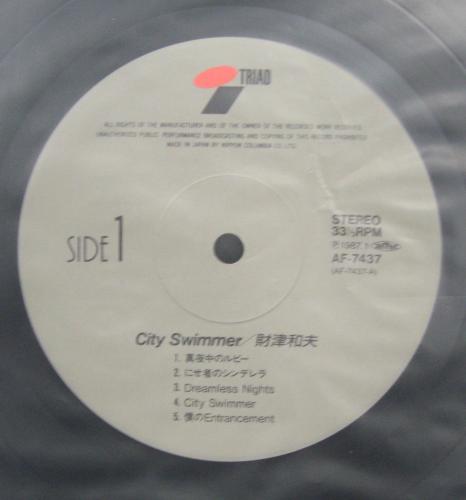 TRIAD
ALL RIGHTS OF THE MANUFACTURER AND OF THE OWNER OF THE RECORDED WORK RESERVED.
UNAUTHORIZED PUBLIC PERFORMANCE BROADCASTING AND COPYING OF THIS RECORD PROHIBITED
MADE IN JAPAN BY NIPPON COLUMBIA CO., LTD.
SIDE 1
STEREO
33⅓RPM
℗1987.1
AF-7437
(AF-7437-A)
City Swimmer/財津和夫
1. 真夜中のルビー
2. にせ者のシンデレラ
3. Dreamless Nights
4. City Swimmer
5. 僕のEntrancement